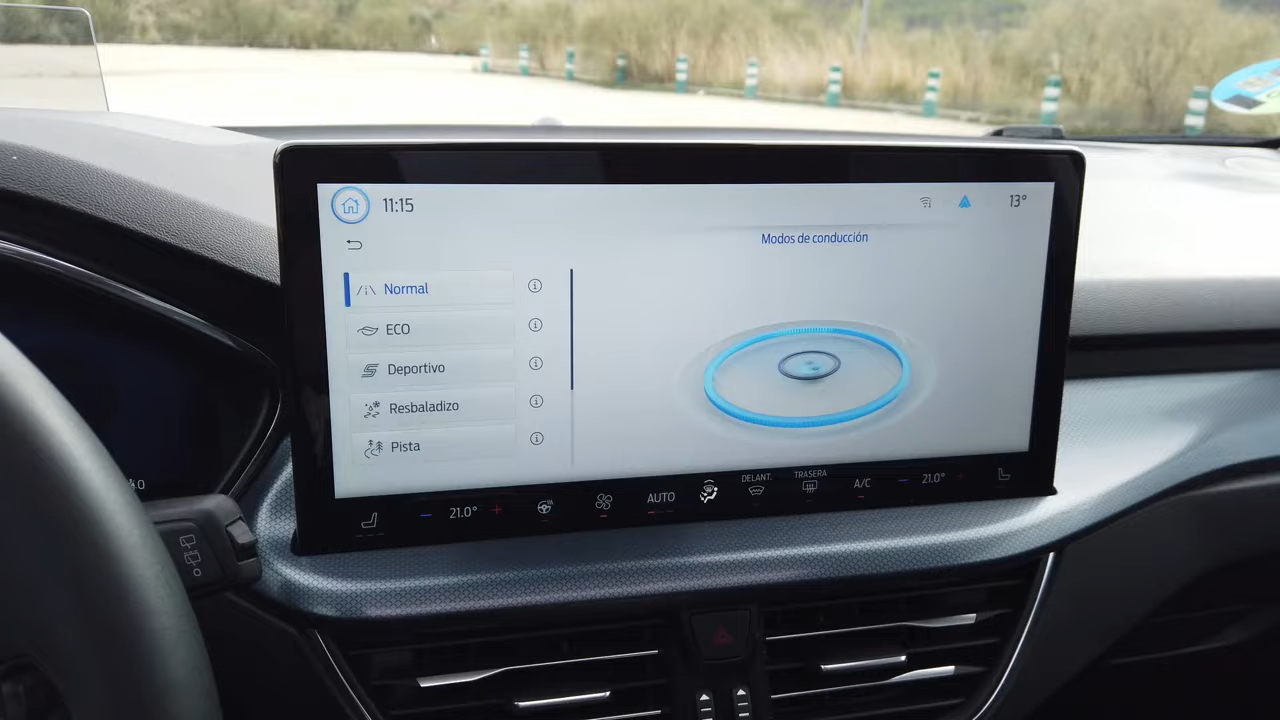 11:15
13°
Modos de conducción
Normal
ECO
Deportivo
Resbaladizo
Pista
21.0°
AUTO
DELANT.
TRASERA
A/C
21.0°